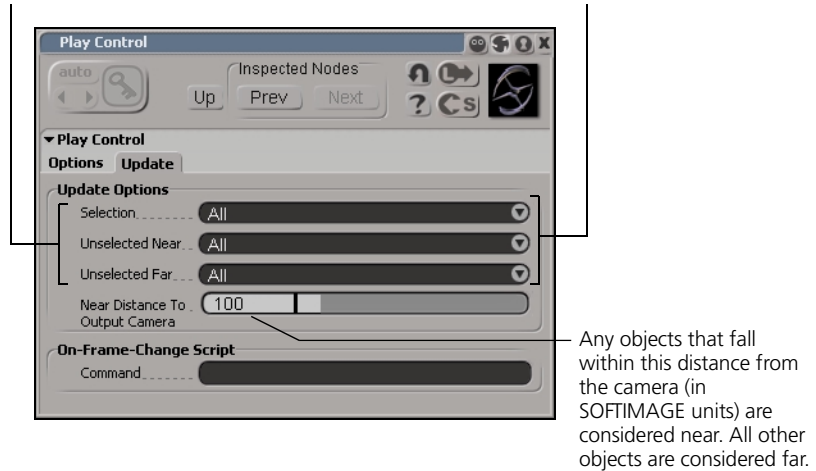 Play Control
auto
Inspected Nodes
Up Prev Next
? C S
Play Control
Options Update
Update Options
Selection All
Unselected Near All
Unselected Far All
Near Distance To
Output Camera
100
On-Frame-Change Script
Command
Any objects that fall
within this distance from
the camera (in
SOFTIMAGE units) are
considered near. All other
objects are considered far.